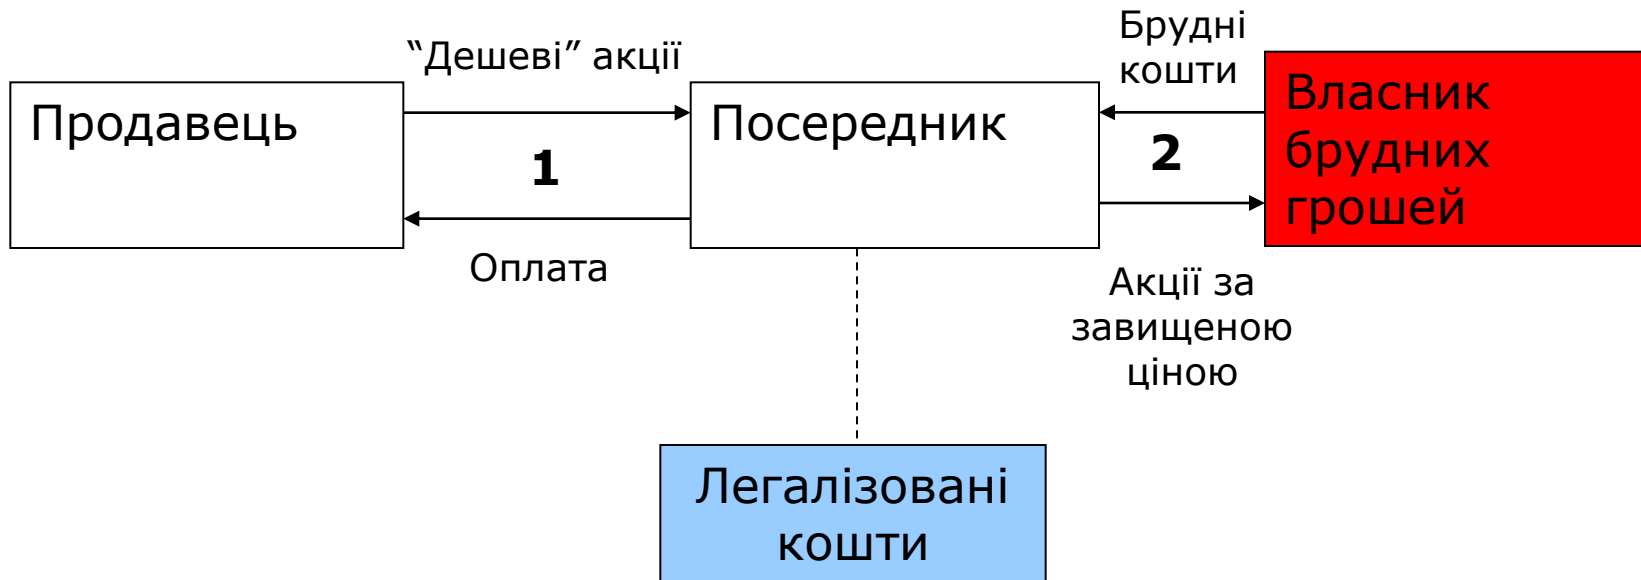 “Дешеві” акції
Брудні
кошти
Продавець
1
Оплата
Посередник
2
Власник
брудних
грошей
Акції за
завищеною
ціною
Легалізовані
кошти